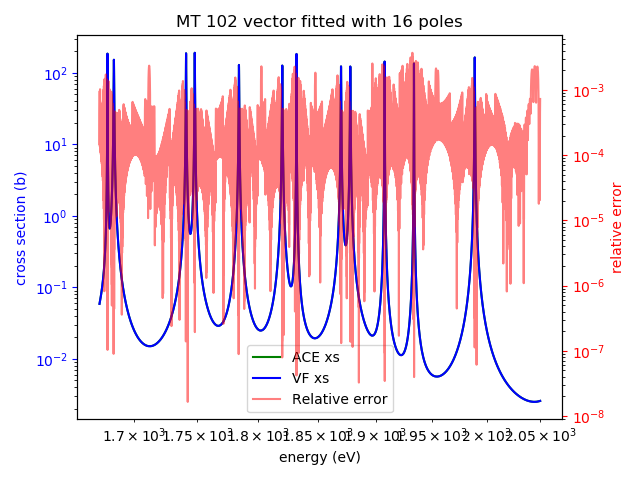 MT 102 vector fitted with 16 poles
cross section (b)
10²
10¹
10⁰
10⁻¹
10⁻²
relative error
10⁻³
10⁻⁴
10⁻⁵
10⁻⁶
10⁻⁷
10⁻⁸
ACE xs
VF xs
Relative error
1.7 × 10³ 1.75 × 10³ 1.8 × 10³ 1.85 × 10³ 1.9 × 10³ 1.95 × 10³ 2 × 10³ 2.05 × 10³
energy (eV)